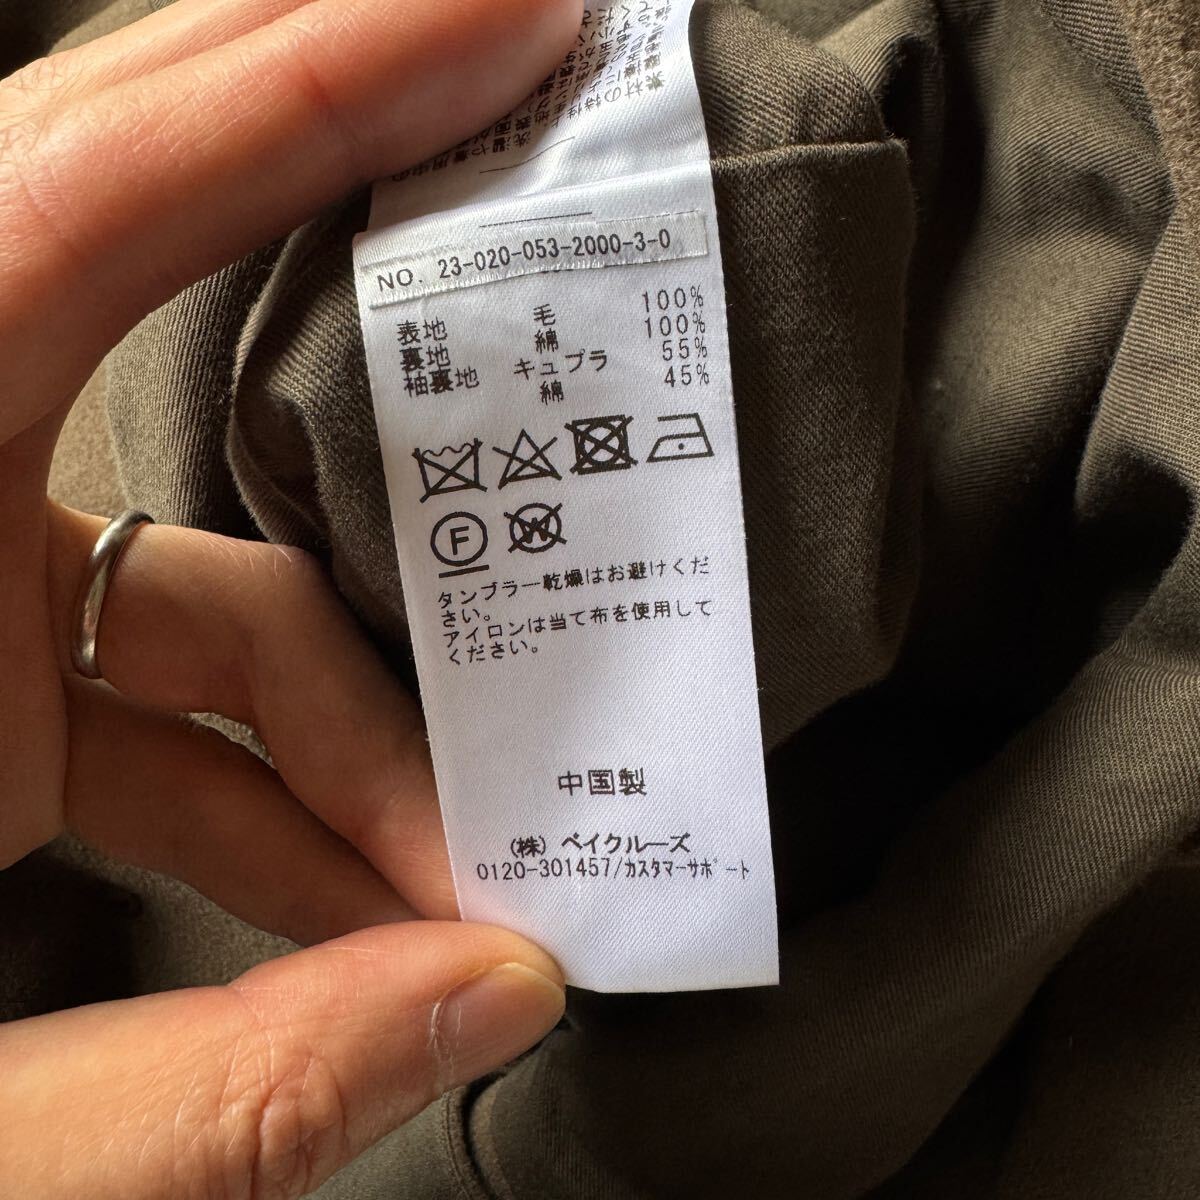 NO. 23-020-053-2000-3-0
表地 毛 100%
裏地 綿 100%
袖裏地 キュプラ 55%
綿 45%
F
W
タンブラー乾燥はお避けくだ
さい。
アイロンは当て布を使用して
ください。
中国製
(株) ベイクルーズ
0120-301457/カスタマーサポート